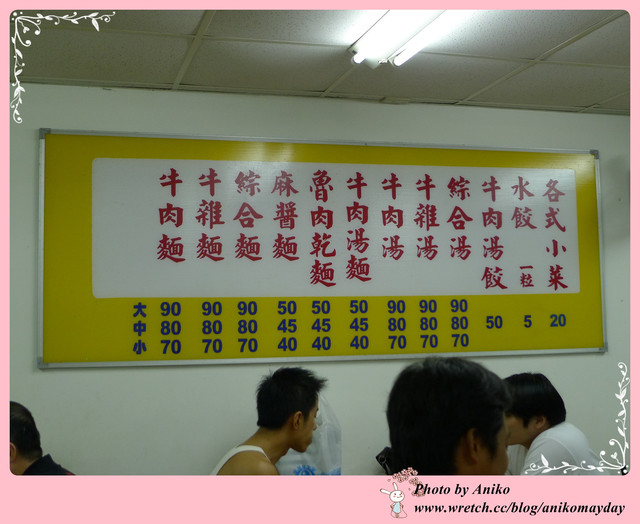 各式小菜
水餃 一粒
牛肉湯餃
綜合湯
牛雜湯
牛肉湯
牛肉湯麵
魯肉乾麵
麻醬麵
綜合麵
牛雜麵
牛肉麵
大 90 90 90 50 50 50 90 90 90
中 80 80 80 45 45 45 80 80 80 50 5 20
小 70 70 70 40 40 40 70 70 70
Photo by Aniko
www.wretch.cc/blog/anikomayday